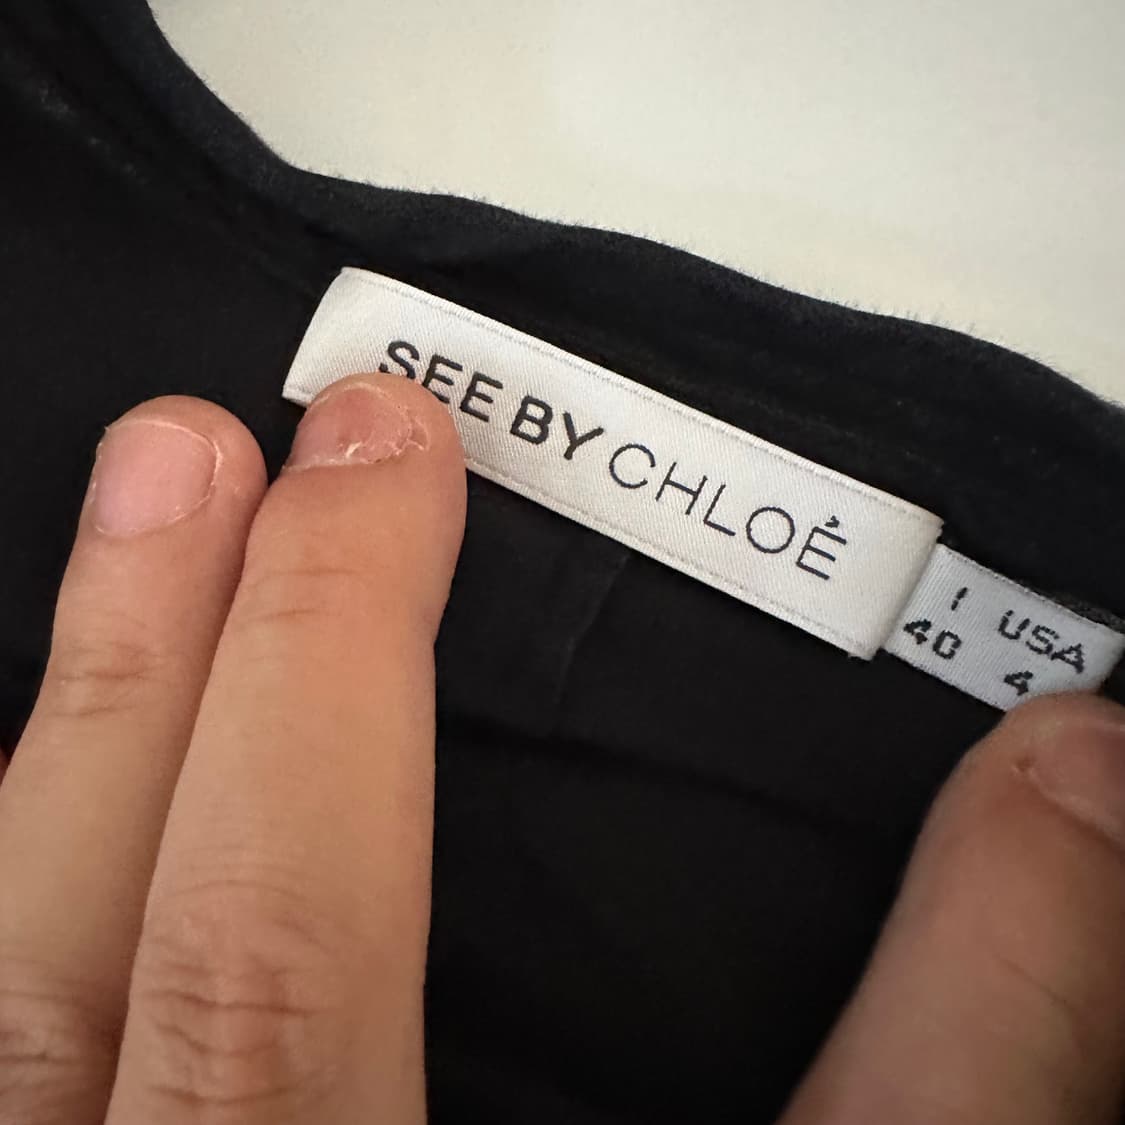 SEE BY CHLOÉ
I USA
40 4